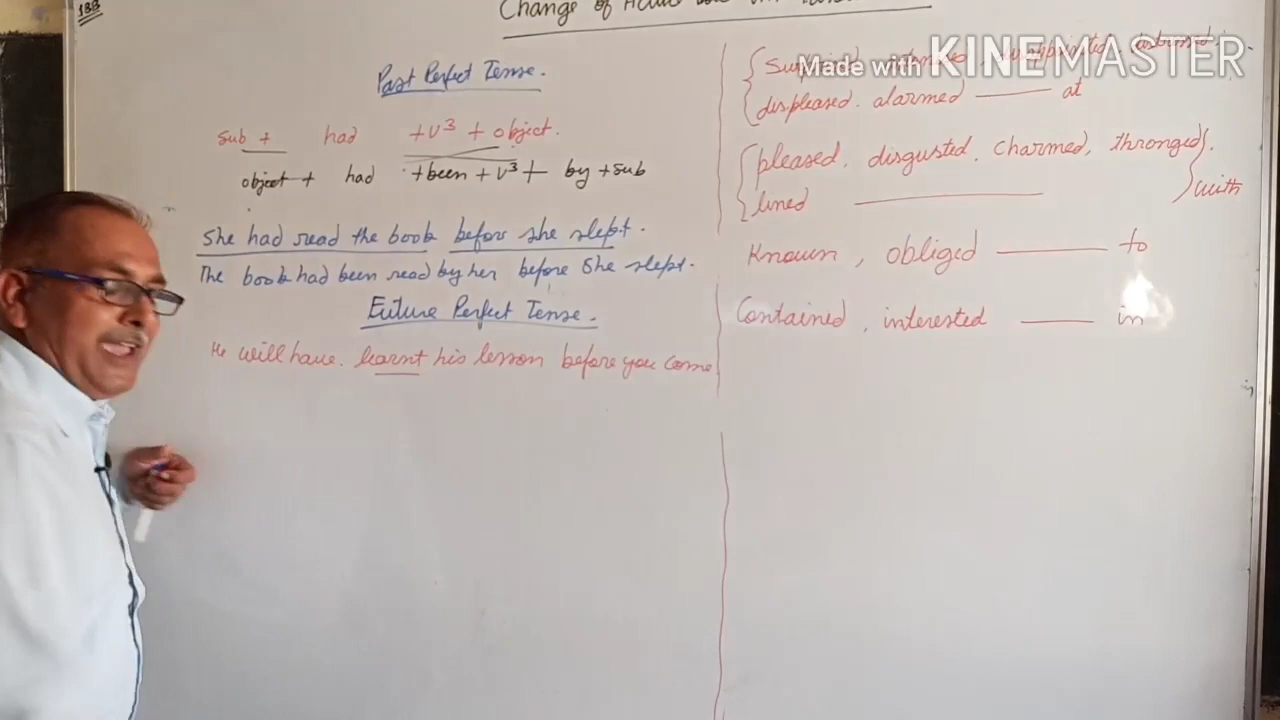 188
Change of
Past Perfect Tense.
Sub + had +V³ + object.
object + had +been + V³ + by +sub
She had read the book before she slept.
The book had been read by her before She slept.
Future Perfect Tense.
He will have. learnt his lesson before you come
Made with KINEMASTER
displeased. alarmed ——— at
pleased. disgusted. charmed, thronged
lined ——— with
Known, obliged ——— to
Contained, interested ——— in